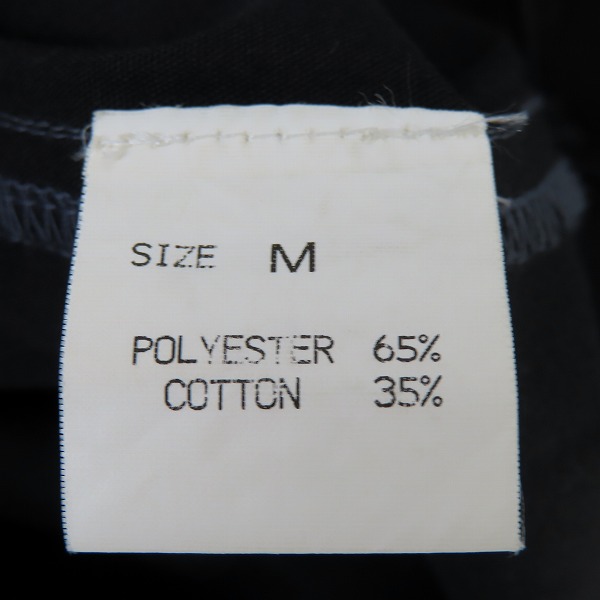 SIZE M
POLYESTER 65%
COTTON 35%